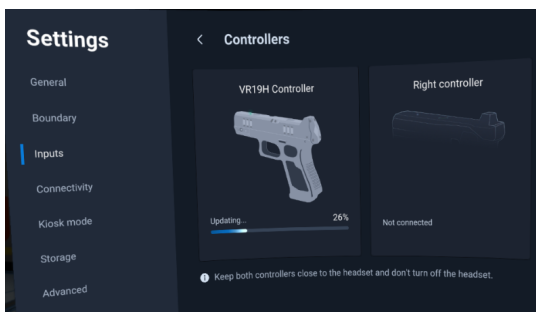 Settings
General
Boundary
Inputs
Connectivity
Kiosk mode
Storage
Advanced
Controllers
VR19H Controller
Updating...
26%
Right controller
Not connected
Keep both controllers close to the headset and don't turn off the headset.